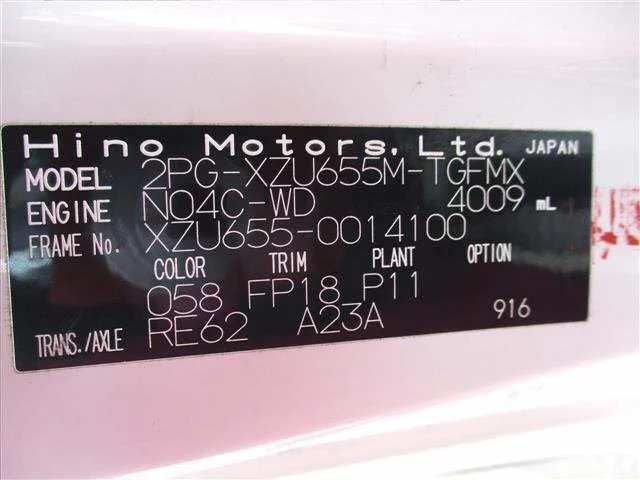 Hino Motors, Ltd. JAPAN
MODEL 2PG-XZU655M-TGFMX
ENGINE N04C-WD 4009 mL
FRAME No. XZU655-0014100
COLOR TRIM PLANT OPTION
058 FP18 P11
TRANS./AXLE RE62 A23A 916